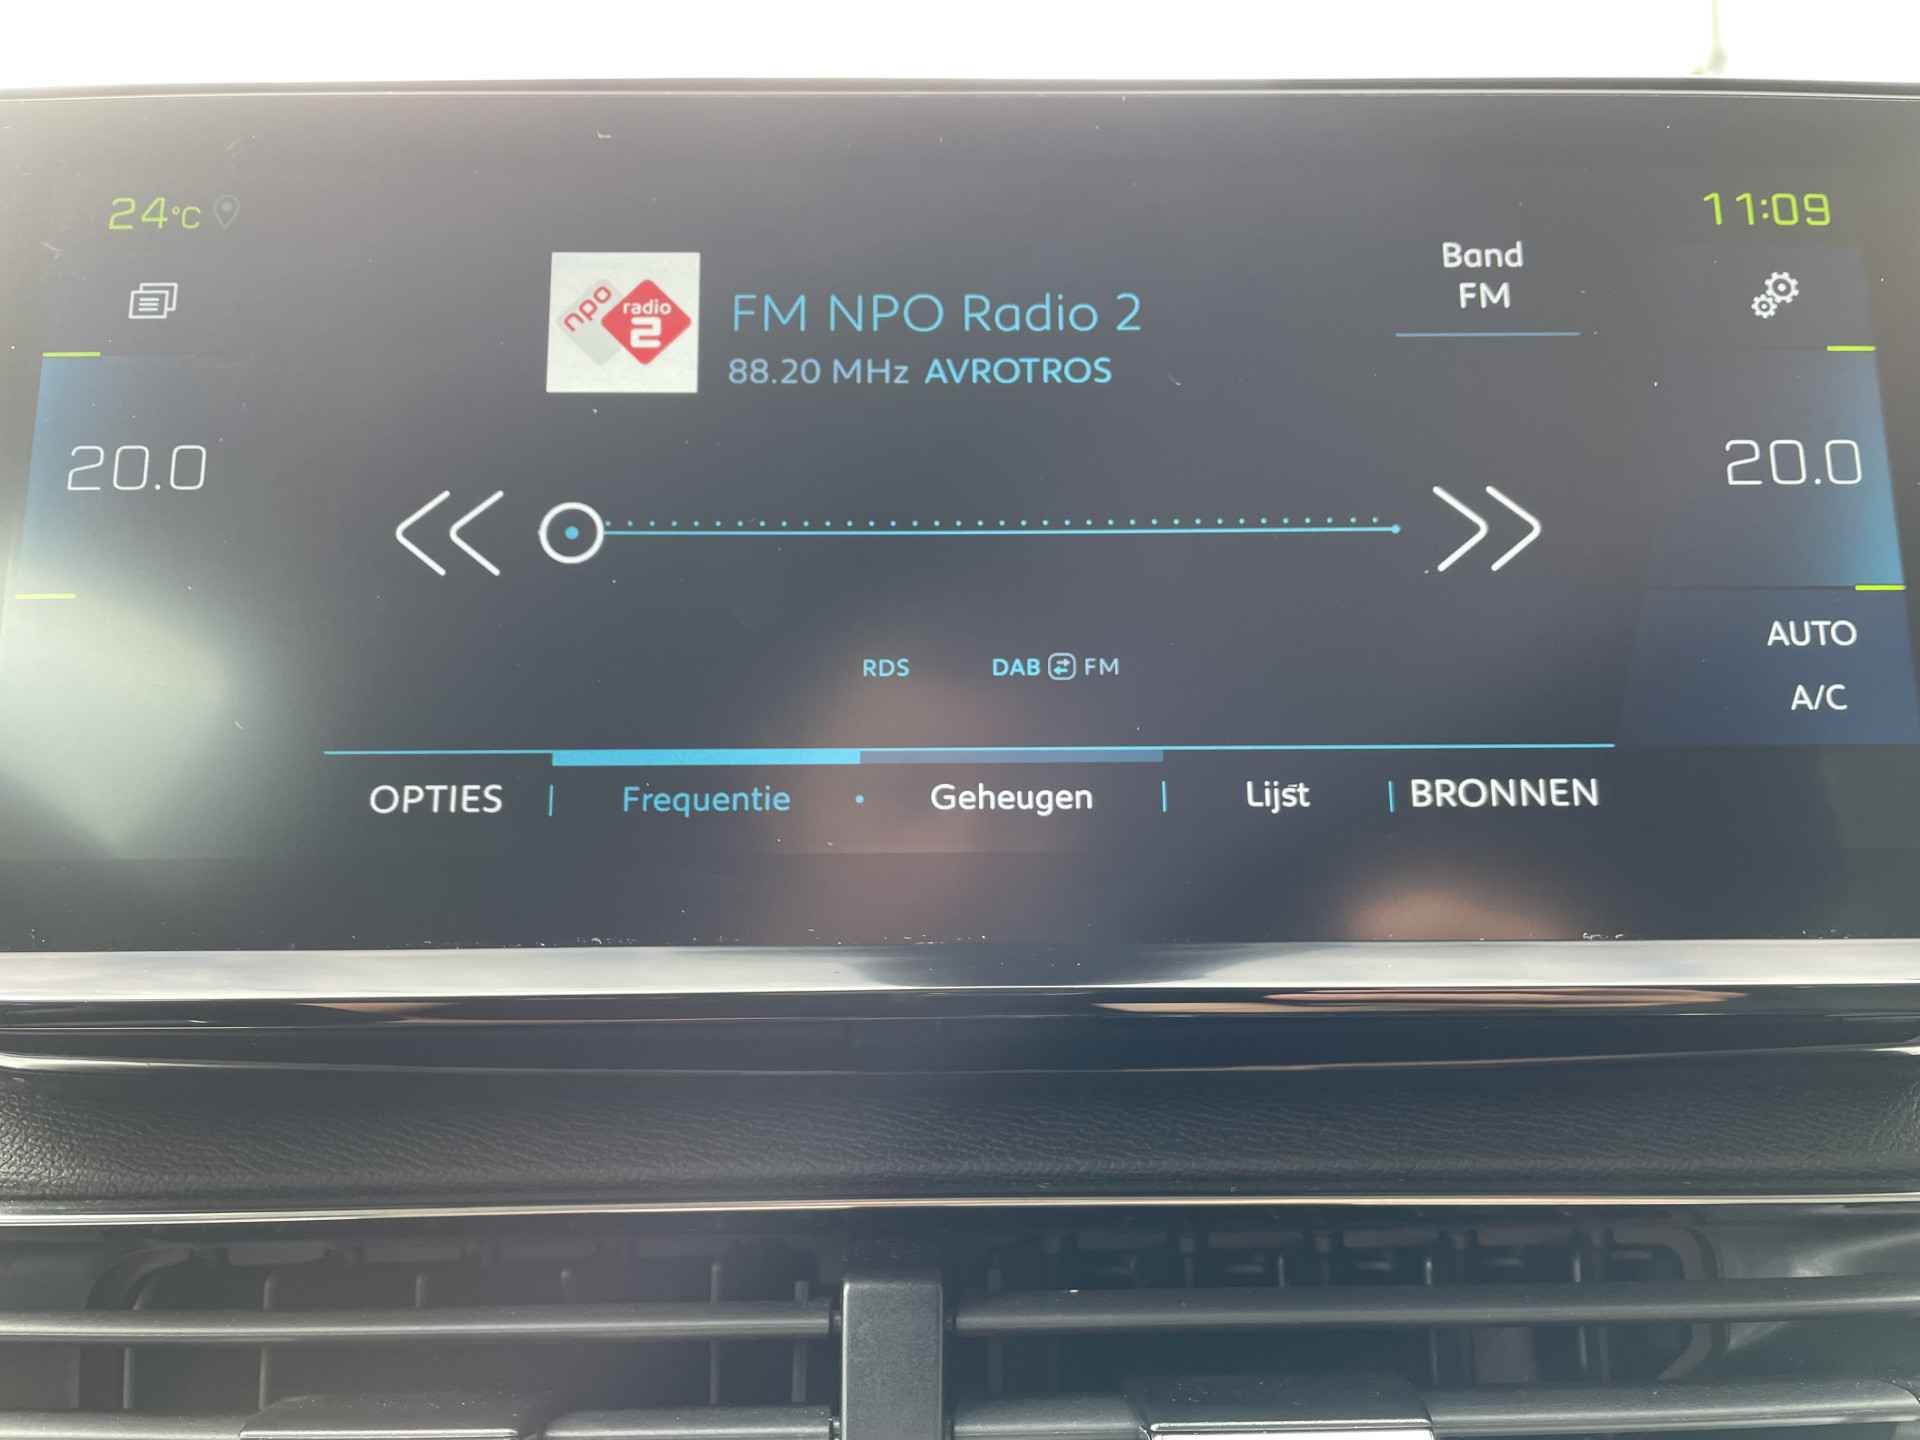 24°C
11:09
Band
FM
npo
radio
2
FM NPO Radio 2
88.20 MHz AVROTROS
20.0
20.0
AUTO
RDS DAB FM
A/C
OPTIES | Frequentie • Geheugen | Lijst | BRONNEN